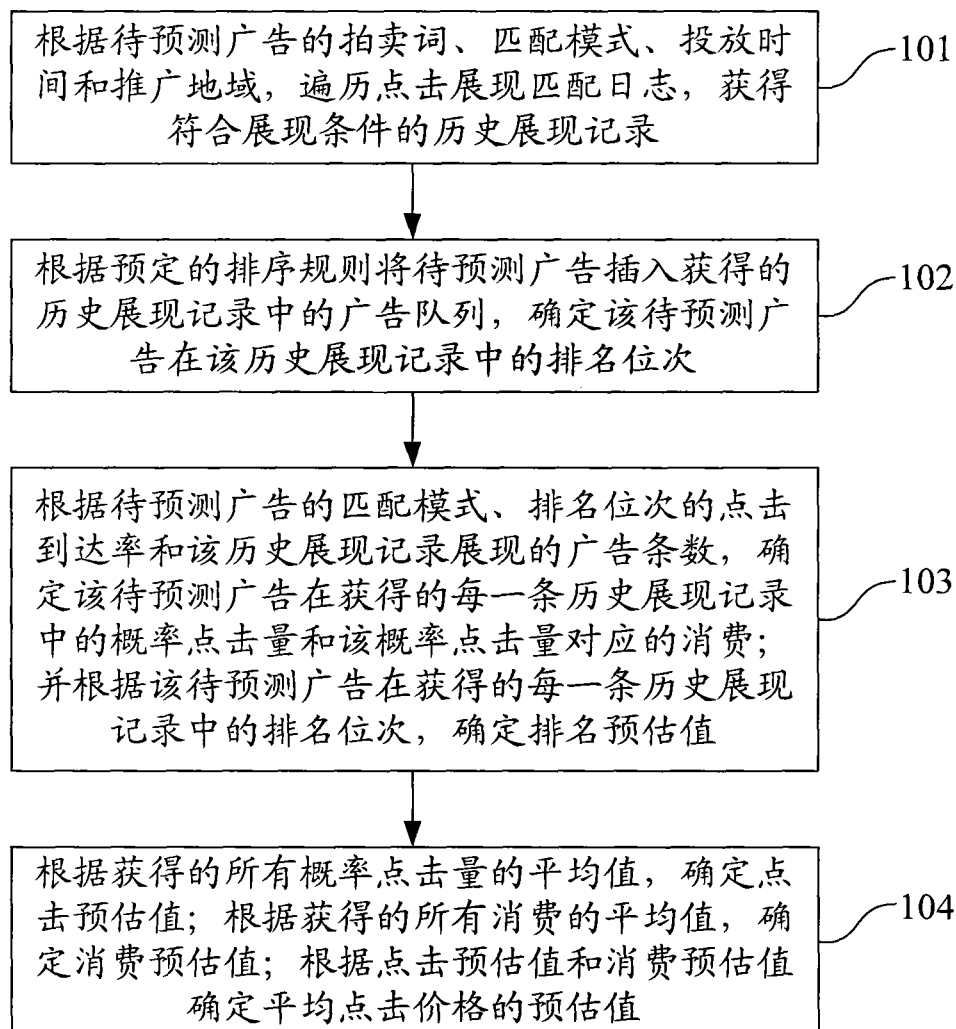 根据待预测广告的拍卖词、匹配模式、投放时
间和推广地域，遍历点击展现匹配日志，获得
符合展现条件的历史展现记录
101
根据预定的排序规则将待预测广告插入获得的
历史展现记录中的广告队列，确定该待预测广
告在该历史展现记录中的排名位次
102
根据待预测广告的匹配模式、排名位次的点击
到达率和该历史展现记录展现的广告条数，确
定该待预测广告在获得的每一条历史展现记录
中的概率点击量和该概率点击量对应的消费；
并根据该待预测广告在获得的每一条历史展现
记录中的排名位次，确定排名预估值
103
根据获得的所有概率点击量的平均值，确定点
击预估值；根据获得的所有消费的平均值，确
定消费预估值；根据点击预估值和消费预估值
确定平均点击价格的预估值
104